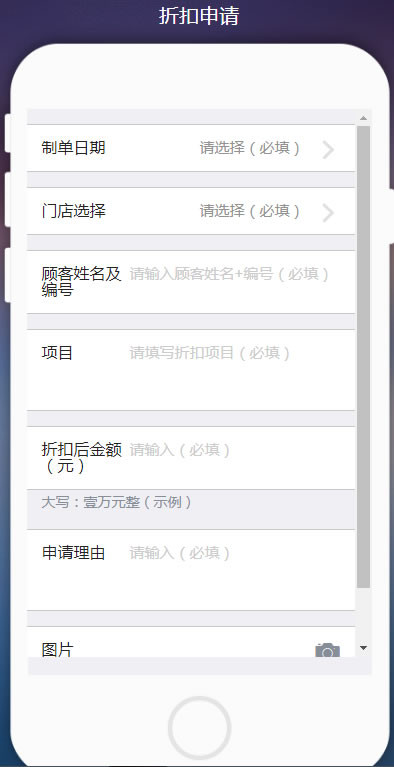 折扣申请
制单日期 请选择（必填）
门店选择 请选择（必填）
顾客姓名及 请输入顾客姓名+编号（必填）
编号
项目 请填写折扣项目（必填）
折扣后金额 请输入（必填）
（元）
大写：壹万元整（示例）
申请理由 请输入（必填）
图片